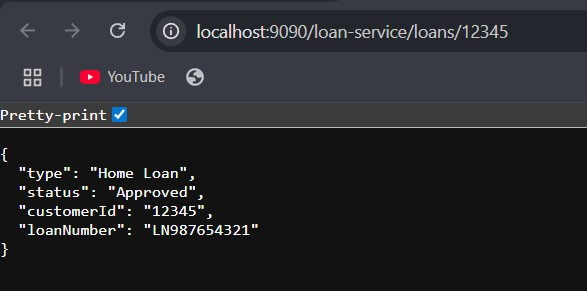 localhost:9090/loan-service/loans/12345
YouTube
Pretty-print
{
  "type": "Home Loan",
  "status": "Approved",
  "customerId": "12345",
  "loanNumber": "LN987654321"
}